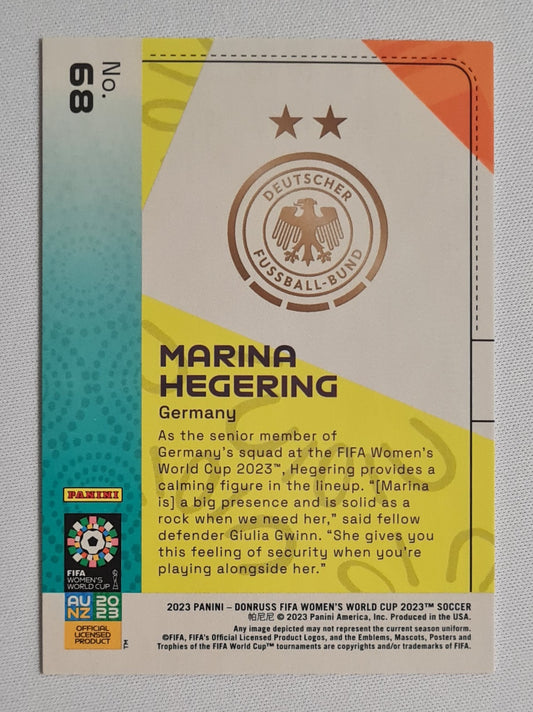 No.
68
DEUTSCHER
FUSSBALL-BUND
MARINA
HEGERING
Germany
As the senior member of
Germany's squad at the FIFA Women's
World Cup 2023™, Hegering provides a
calming figure in the lineup. "[Marina
is] a big presence and is solid as a
rock when we need her," said fellow
defender Giulia Gwinn. "She gives you
this feeling of security when you're
playing alongside her."
PANINI
FIFA
WOMEN'S
WORLD CUP
AU 20
NZ 23
OFFICIAL
LICENSED
PRODUCT
™
2023 PANINI – DONRUSS FIFA WOMEN'S WORLD CUP 2023™ SOCCER
帕尼尼 © 2023 Panini America, Inc. Produced in the USA.
Any image depicted may not represent the current season uniform.
©FIFA, FIFA's Official Licensed Product Logos, and the Emblems, Mascots, Posters and
Trophies of the FIFA World Cup™ tournaments are copyrights and/or trademarks of FIFA.